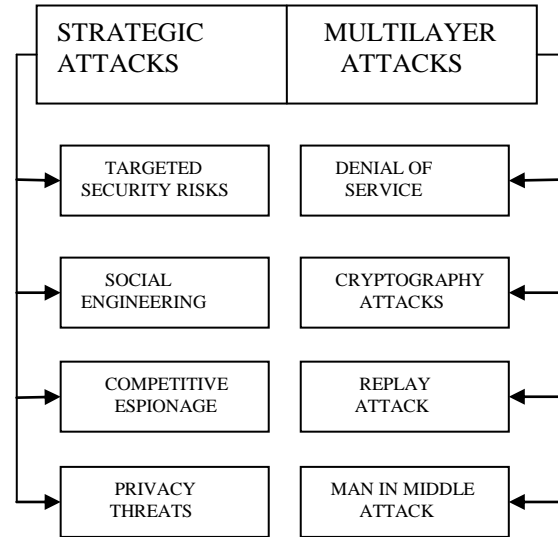 STRATEGIC
ATTACKS
MULTILAYER
ATTACKS
TARGETED
SECURITY RISKS
DENIAL OF
SERVICE
SOCIAL
ENGINEERING
CRYPTOGRAPHY
ATTACKS
COMPETITIVE
ESPIONAGE
REPLAY
ATTACK
PRIVACY
THREATS
MAN IN MIDDLE
ATTACK